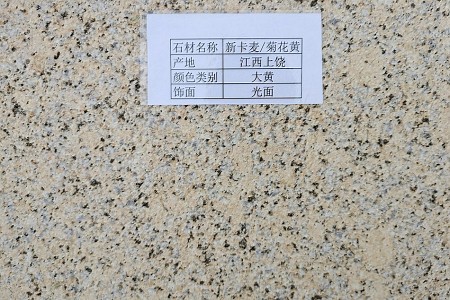 石材名称 新卡麦/菊花黄
产地 江西上饶
颜色类别 大黄
饰面 光面